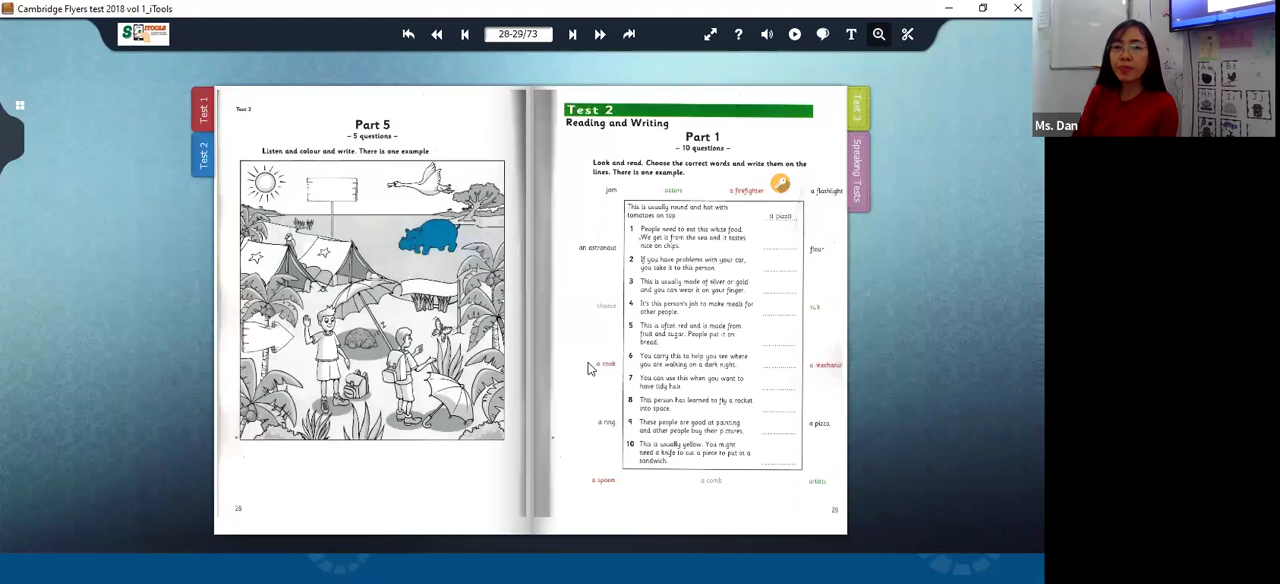 Cambridge Flyers test 2018 vol 1_iTools
iTOOLS
28-29/73
?
T
Ms. Dan
Test 1
Test 2
Test 3
Speaking Tests
Test 2
Part 5
– 5 questions –
Listen and colour and write. There is one example
28
Test 2
Reading and Writing
Part 1
– 10 questions –
Look and read. Choose the correct words and write them on the
lines. There is one example.
jam
actors
a firefighter
a flashlight
an astronaut
flour
cheese
salt
a cook
a mechanic
a ring
a pizza
a spoon
a comb
artists
This is usually round and hot with
tomatoes on top.
a pizza
1 People need to eat this white food.
We get it from the sea and it tastes
nice on chips.
2 If you have problems with your car,
you take it to this person.
3 This is usually made of silver or gold
and you can wear it on your finger.
4 It's this person's job to make meals for
other people.
5 This is often red and is made from
fruit and sugar. People put it on
bread.
6 You carry this to help you see where
you are walking on a dark night.
7 You can use this when you want to
have tidy hair.
8 This person has learned to fly a rocket
into space.
9 These people are good at painting
and other people buy their pictures.
10 This is usually yellow. You might
need a knife to cut a piece to put in a
sandwich.
29